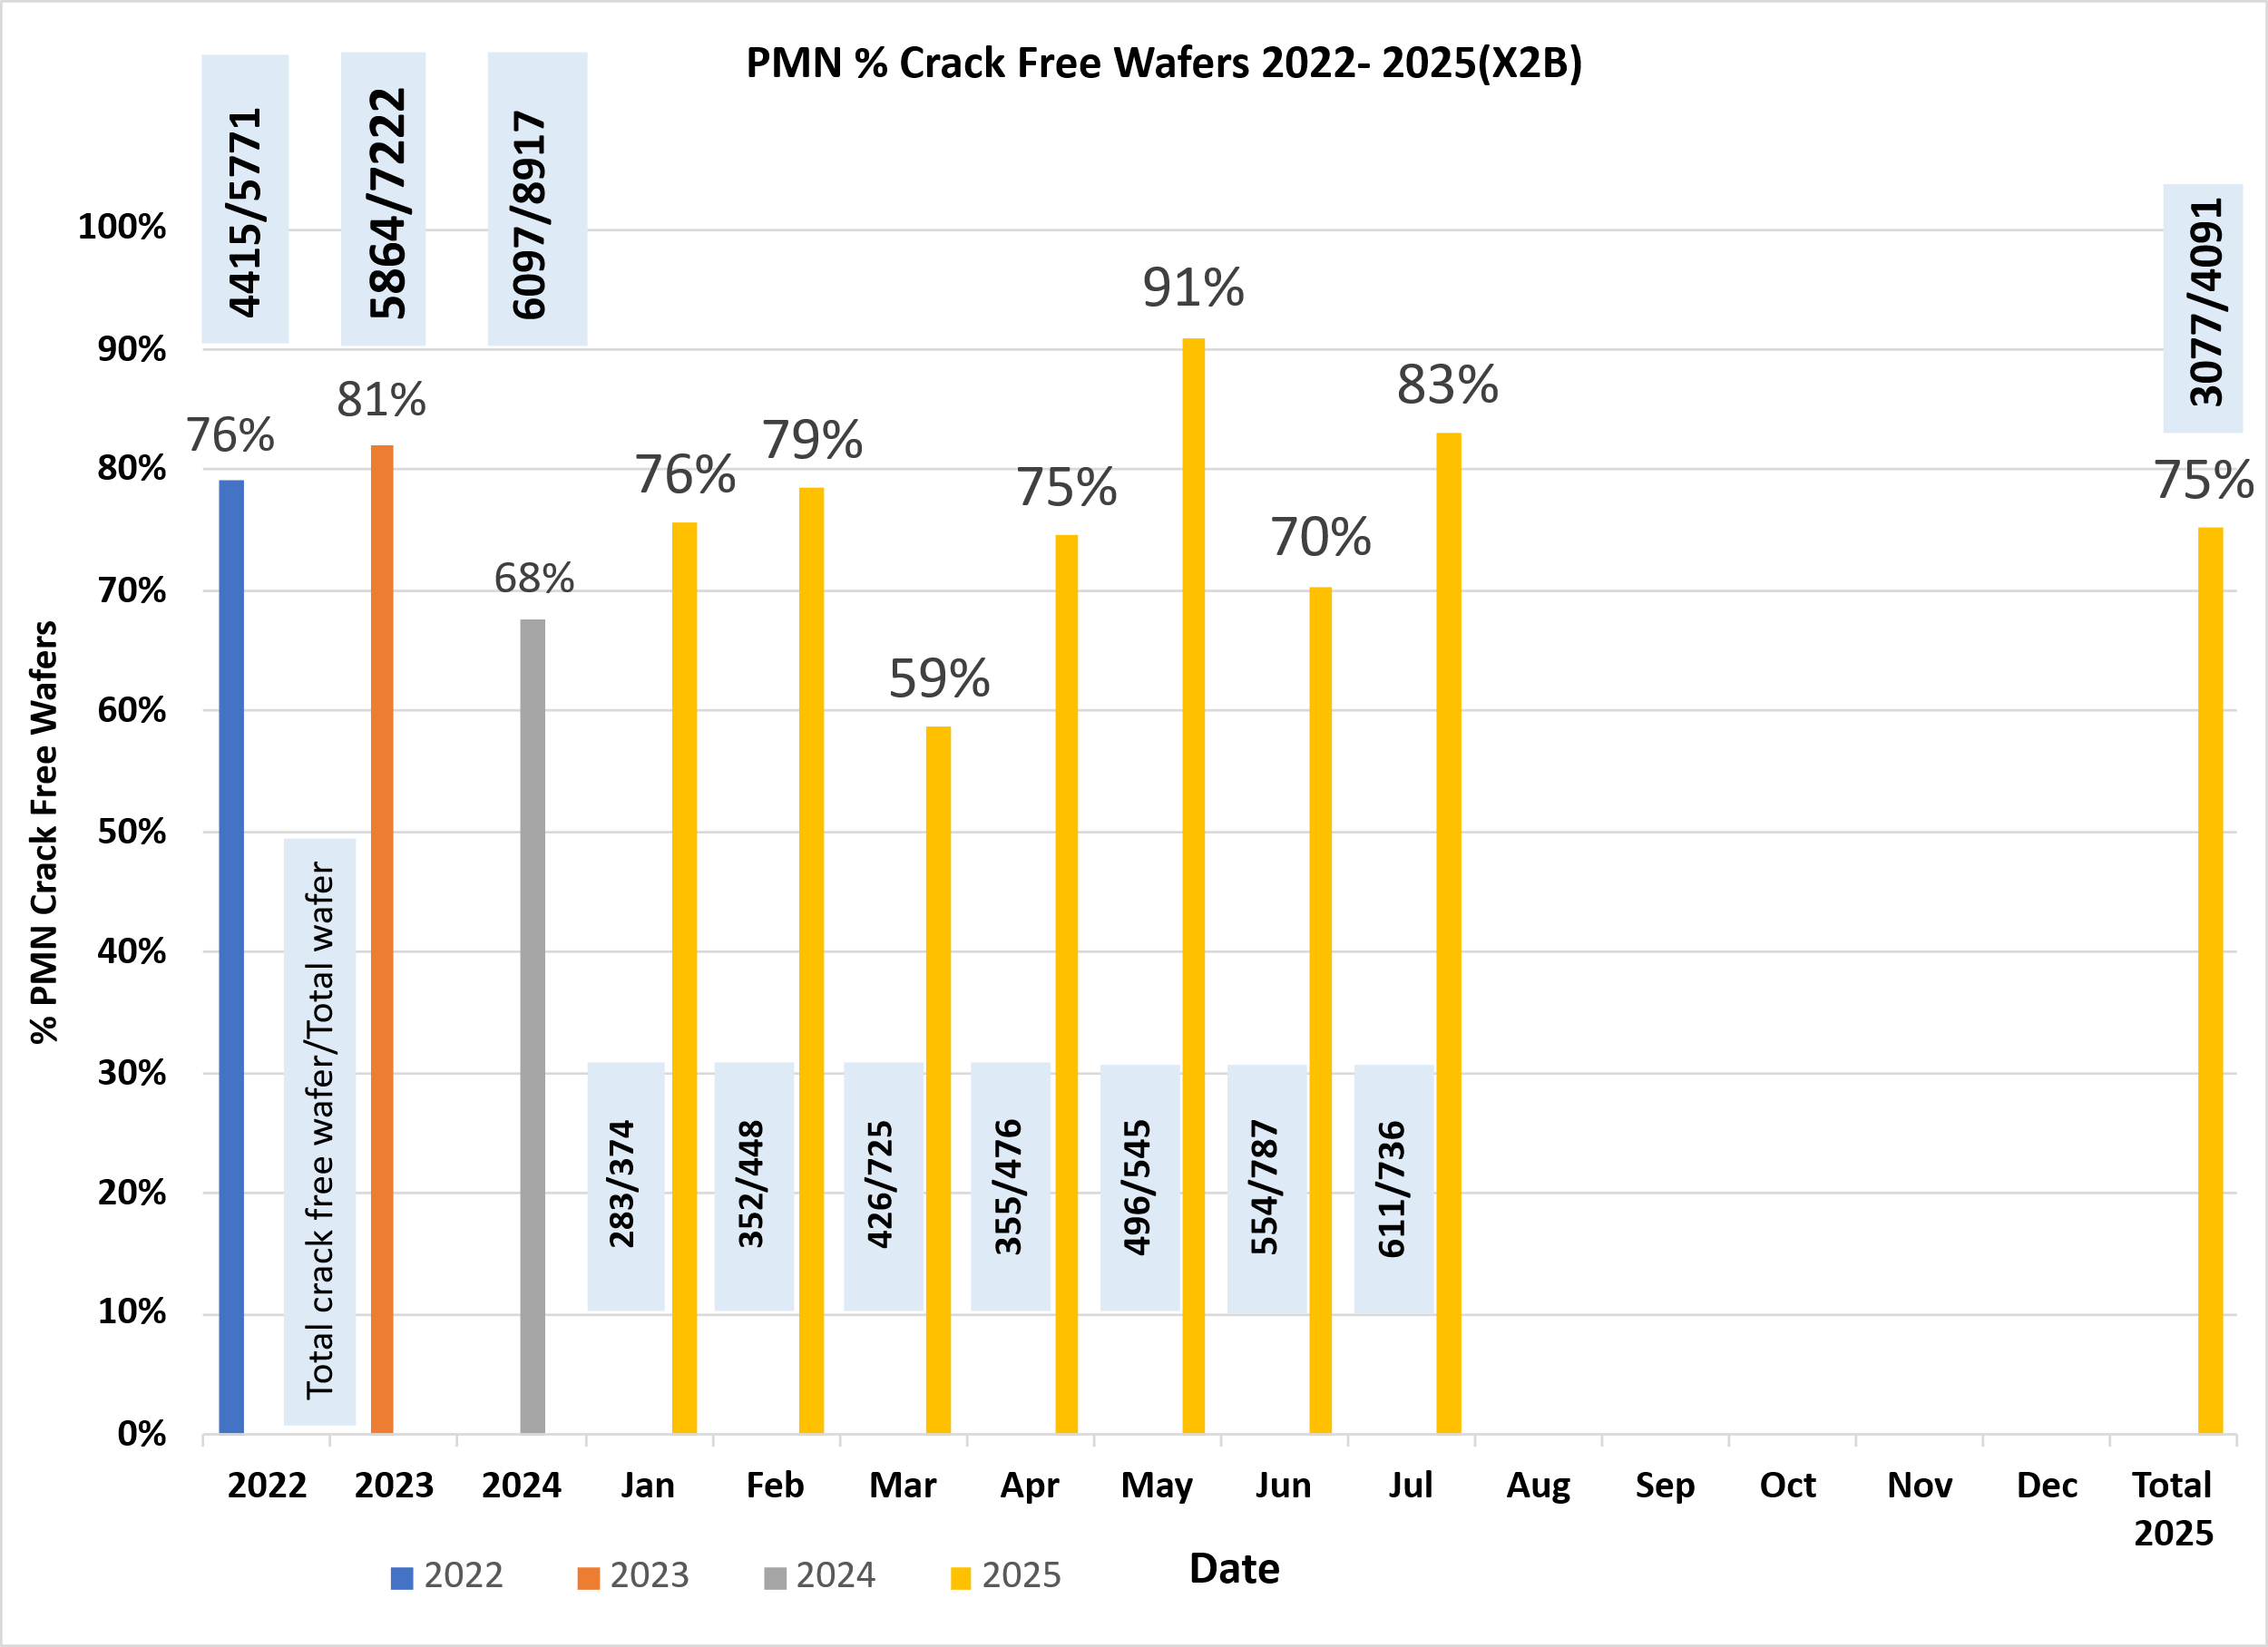 PMN % Crack Free Wafers 2022- 2025(X2B)
4415/5771
5864/7222
6097/8917
3077/4091
100%
90%
80%
70%
60%
50%
40%
30%
20%
10%
0%
% PMN Crack Free Wafers
76%
81%
68%
76%
79%
59%
75%
91%
70%
83%
75%
Total crack free wafer/Total wafer
283/374
352/448
426/725
355/476
496/545
554/787
611/736
2022
2023
2024
Jan
Feb
Mar
Apr
May
Jun
Jul
Aug
Sep
Oct
Nov
Dec
Total
2025
Date
2022
2023
2024
2025